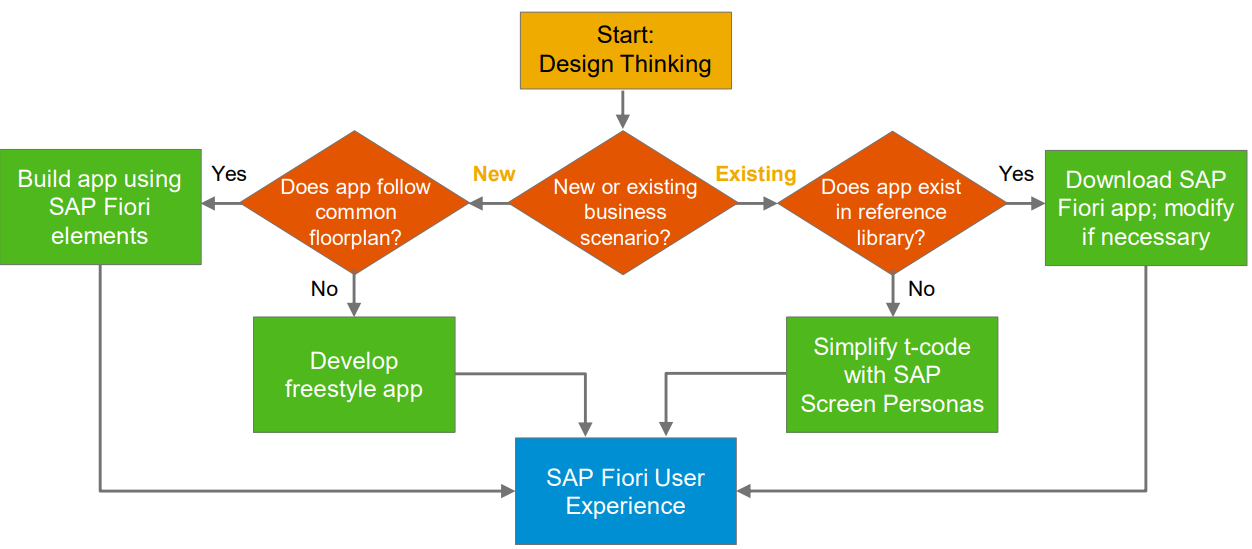 Start:
Design Thinking
Build app using
SAP Fiori
elements
Yes
Does app follow
common
floorplan?
New
New or existing
business
scenario?
Existing
Does app exist
in reference
library?
Yes
Download SAP
Fiori app; modify
if necessary
No
No
Develop
freestyle app
Simplify t-code
with SAP
Screen Personas
SAP Fiori User
Experience